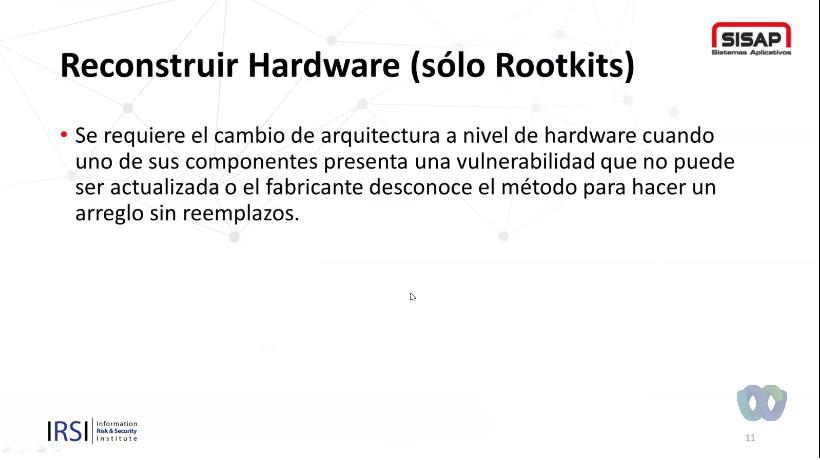 SISAP
Sistemas Aplicativos
Reconstruir Hardware (sólo Rootkits)
• Se requiere el cambio de arquitectura a nivel de hardware cuando
uno de sus componentes presenta una vulnerabilidad que no puede
ser actualizada o el fabricante desconoce el método para hacer un
arreglo sin reemplazos.
IRSI
Information
Risk & Security
Institute
11